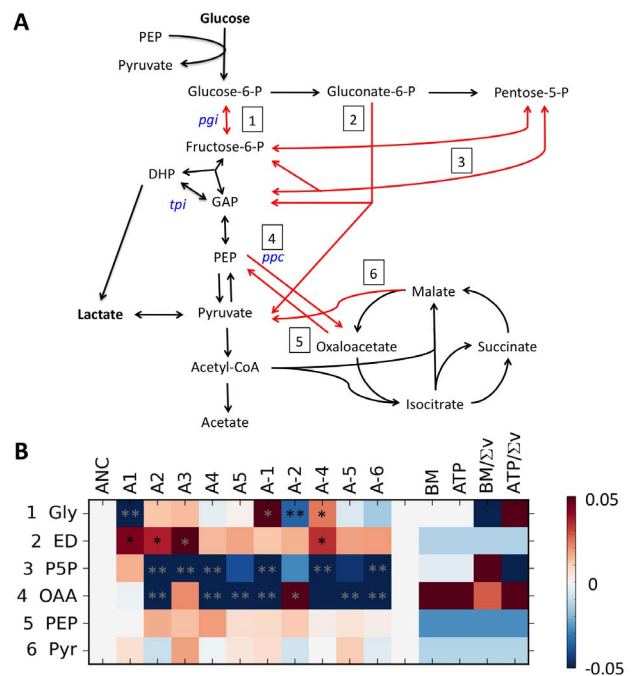 A
Glucose
PEP
Pyruvate
Glucose-6-P
Gluconate-6-P
Pentose-5-P
pgi
1
2
Fructose-6-P
3
DHP
tpi
GAP
4
PEP
ppc
6
Malate
Lactate
Pyruvate
5
Oxaloacetate
Succinate
Acetyl-CoA
Isocitrate
Acetate
B
ANC A1 A2 A3 A4 A5 A-1 A-2 A-4 A-5 A-6 BM ATP BM/Σv ATP/Σv
1 Gly ** * ** *
2 ED * * * *
3 P5P ** ** ** ** ** **
4 OAA ** ** ** ** * ** **
5 PEP
6 Pyr
0.05
0
-0.05